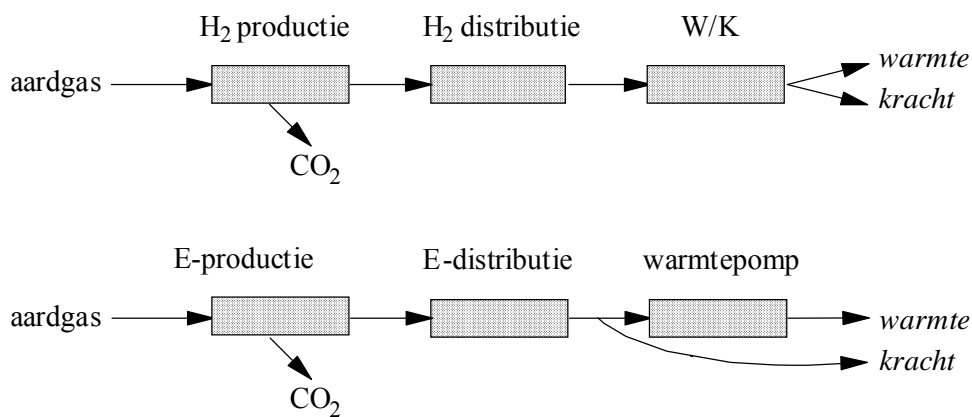 H2 productie H2 distributie W/K
aardgas
warmte
kracht
CO2
E-productie E-distributie warmtepomp
aardgas
warmte
kracht
CO2